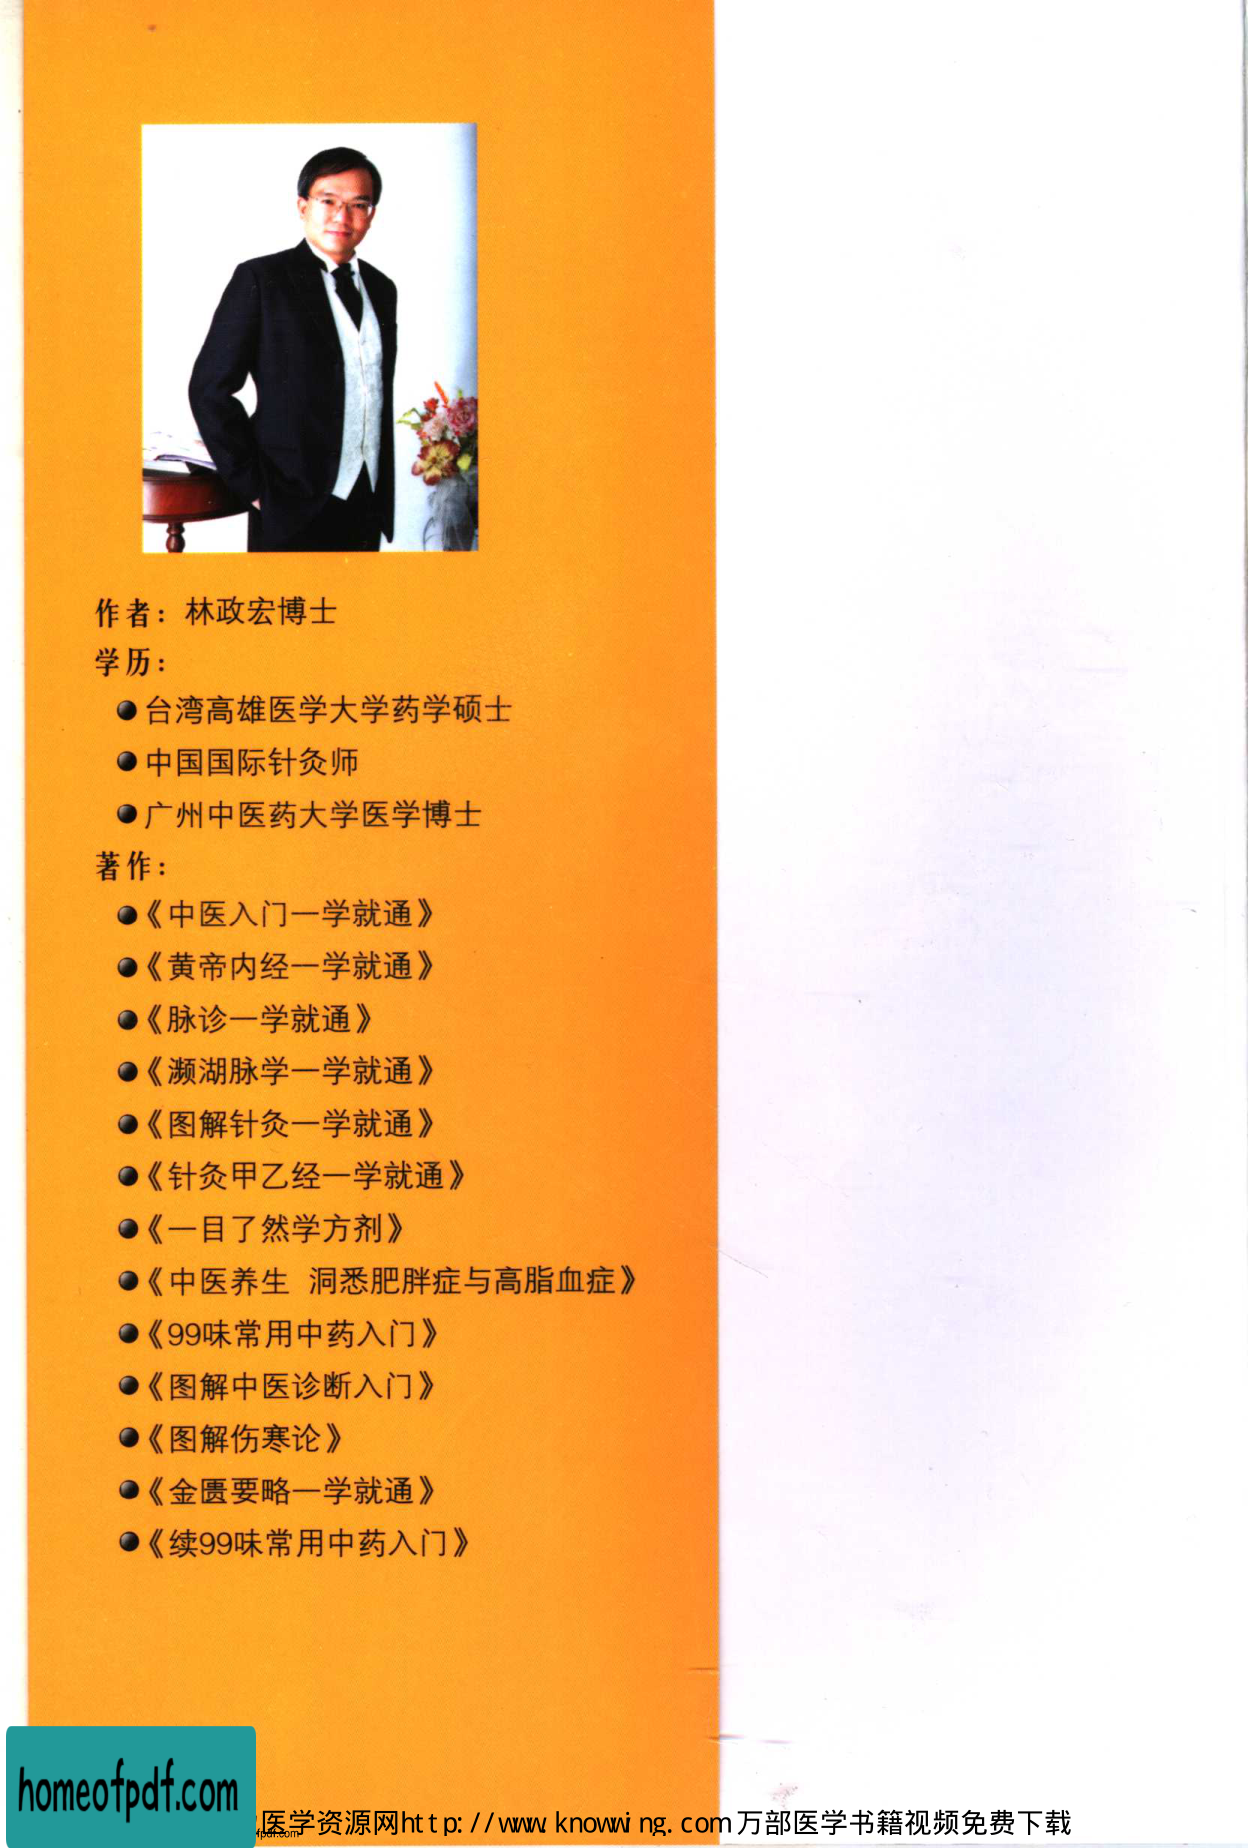 作者：林政宏博士
学历：
●台湾高雄医学大学药学硕士
●中国国际针灸师
●广州中医药大学医学博士
著作：
●《中医入门一学就通》
●《黄帝内经一学就通》
●《脉诊一学就通》
●《濒湖脉学一学就通》
●《图解针灸一学就通》
●《针灸甲乙经一学就通》
●《一目了然学方剂》
●《中医养生 洞悉肥胖症与高脂血症》
●《99味常用中药入门》
●《图解中医诊断入门》
●《图解伤寒论》
●《金匮要略一学就通》
●《续99味常用中药入门》
homeofpdf.com
医学资源网http://www.knowwing.com万部医学书籍视频免费下载